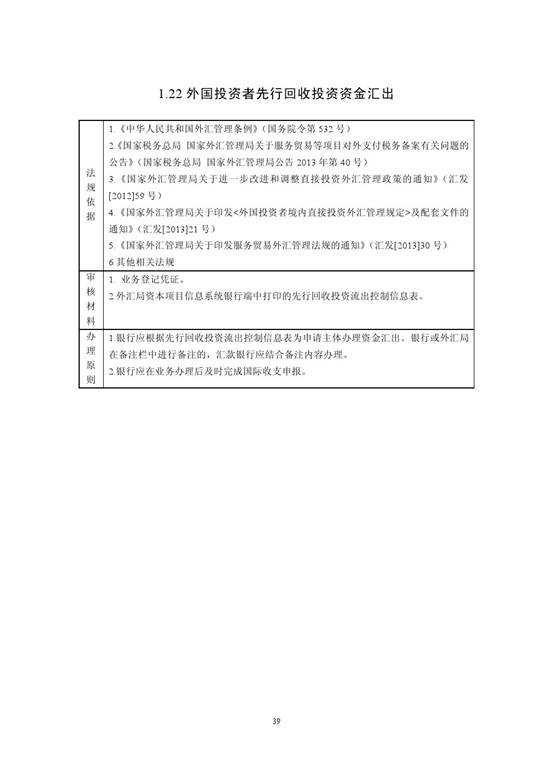 1.22 外国投资者先行回收投资资金汇出
法规依据
1.《中华人民共和国外汇管理条例》（国务院令第 532 号）
2.《国家税务总局 国家外汇管理局关于服务贸易等项目对外支付税务备案有关问题的
公告》（国家税务总局 国家外汇管理局公告 2013 年第 40 号）
3.《国家外汇管理局关于进一步改进和调整直接投资外汇管理政策的通知》（汇发
[2012]59 号）
4.《国家外汇管理局关于印发<外国投资者境内直接投资外汇管理规定>及配套文件的
通知》（汇发[2013]21 号）
5.《国家外汇管理局关于印发服务贸易外汇管理法规的通知》（汇发[2013]30 号）
6 其他相关法规
审核材料
1. 业务登记凭证。
2.外汇局资本项目信息系统银行端中打印的先行回收投资流出控制信息表。
办理原则
1.银行应根据先行回收投资流出控制信息表为申请主体办理资金汇出。银行或外汇局
在备注栏中进行备注的，汇款银行应结合备注内容办理。
2.银行应在业务办理后及时完成国际收支申报。
39